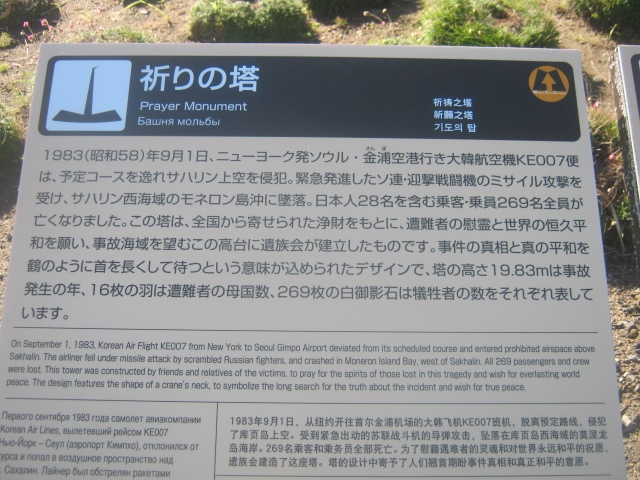 祈りの塔
Prayer Monument
Башня мольбы
祈祷之塔
祈願之塔
기도의 탑
1983(昭和58)年9月1日、ニューヨーク発ソウル・金浦空港行き大韓航空機KE007便
は、予定コースを逸れサハリン上空を侵犯。緊急発進したソ連・迎撃戦闘機のミサイル攻撃を
受け、サハリン西海域のモネロン島沖に墜落。日本人28名を含む乗客・乗員269名全員が
亡くなりました。この塔は、全国から寄せられた浄財をもとに、遭難者の慰霊と世界の恒久平
和を願い、事故海域を望むこの高台に遺族会が建立したものです。事件の真相と真の平和を
鶴のように首を長くして待つという意味が込められたデザインで、塔の高さ19.83mは事故
発生の年、16枚の羽は遭難者の母国数、269枚の白御影石は犠牲者の数をそれぞれ表して
います。
On September 1, 1983, Korean Air Flight KE007 from New York to Seoul Gimpo Airport deviated from its scheduled course and entered prohibited airspace above
Sakhalin. The airliner fell under missile attack by scrambled Russian fighters, and crashed in Moneron Island Bay, west of Sakhalin. All 269 passengers and crew
were lost. This tower was constructed by friends and relatives of the victims, to pray for the spirits of those lost in this tragedy and wish for everlasting world
peace. The design features the shape of a crane's neck, to symbolize the long search for the truth about the incident and wish for true peace.
Первого сентября 1983 года самолет авиакомпании
Korean Air Lines, вылетевший рейсом KE007
Нью-Йорк – Сеул (аэропорт Кимпхо), отклонился от
курса и попал в воздушное пространство над
. Сахалин. Лайнер был обстрелян ракетами
1983年9月1日，从纽约开往首尔金浦机场的大韩飞机KE007班机，脱离预定路线，侵犯
了库页岛上空。受到紧急出动的苏联战斗机的导弹攻击，坠落在库页岛西海域的莫涅龙
岛海岸。269名乘客和乘务员全部死亡。为了慰藉遇难者的灵魂和对世界永远和平的祝愿，
遗族会建造了这座塔。塔的设计中寄予了人们翘首期盼事件真相和真正和平的意愿。